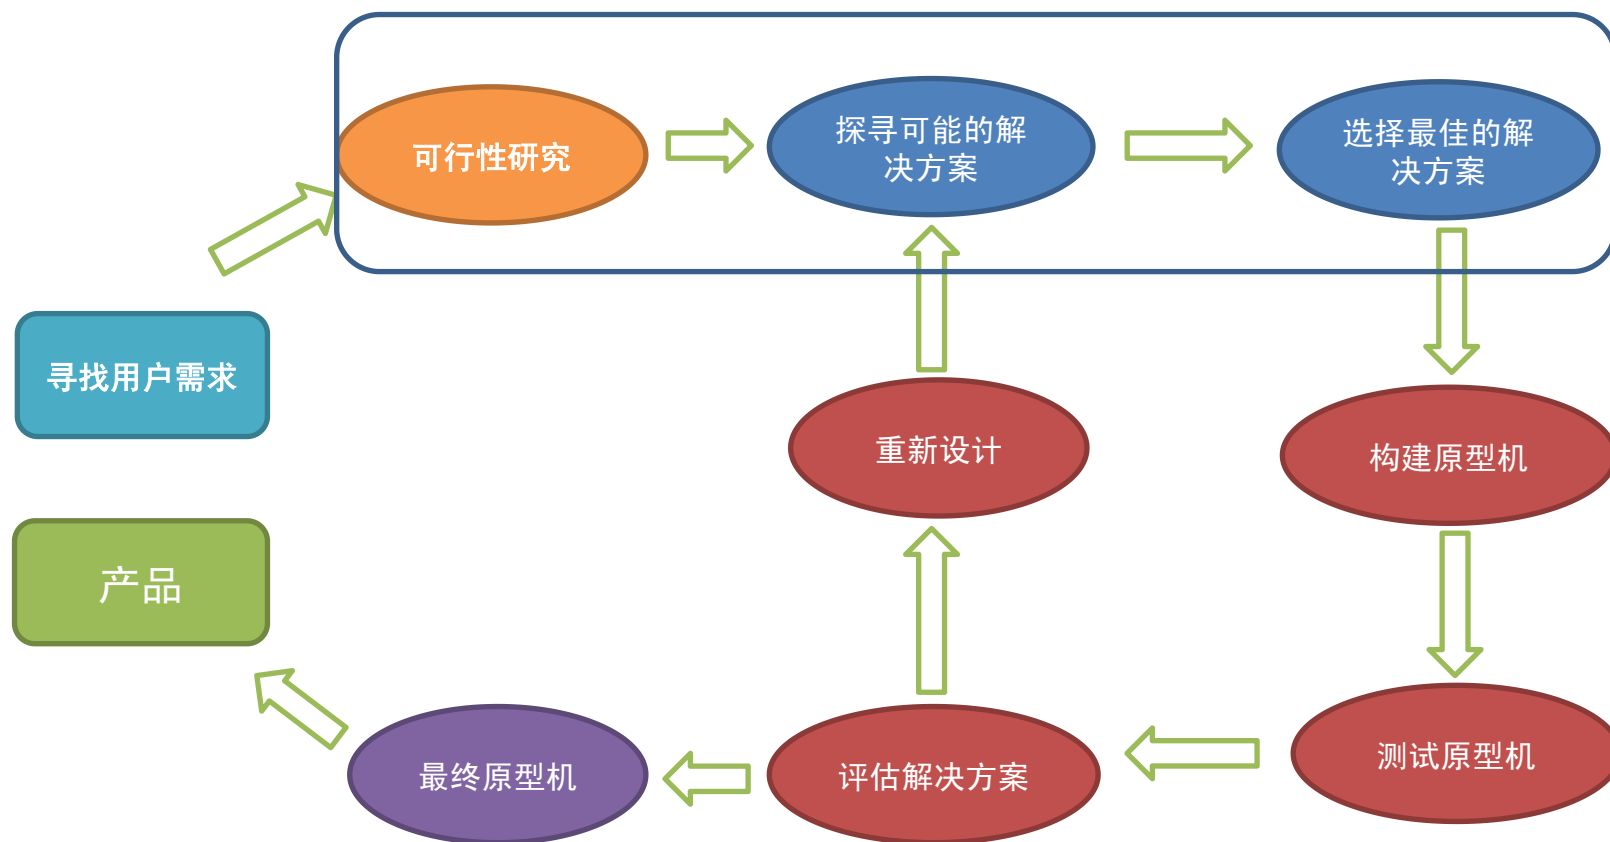 可行性研究
探寻可能的解
决方案
选择最佳的解
决方案
寻找用户需求
重新设计
构建原型机
产品
最终原型机
评估解决方案
测试原型机